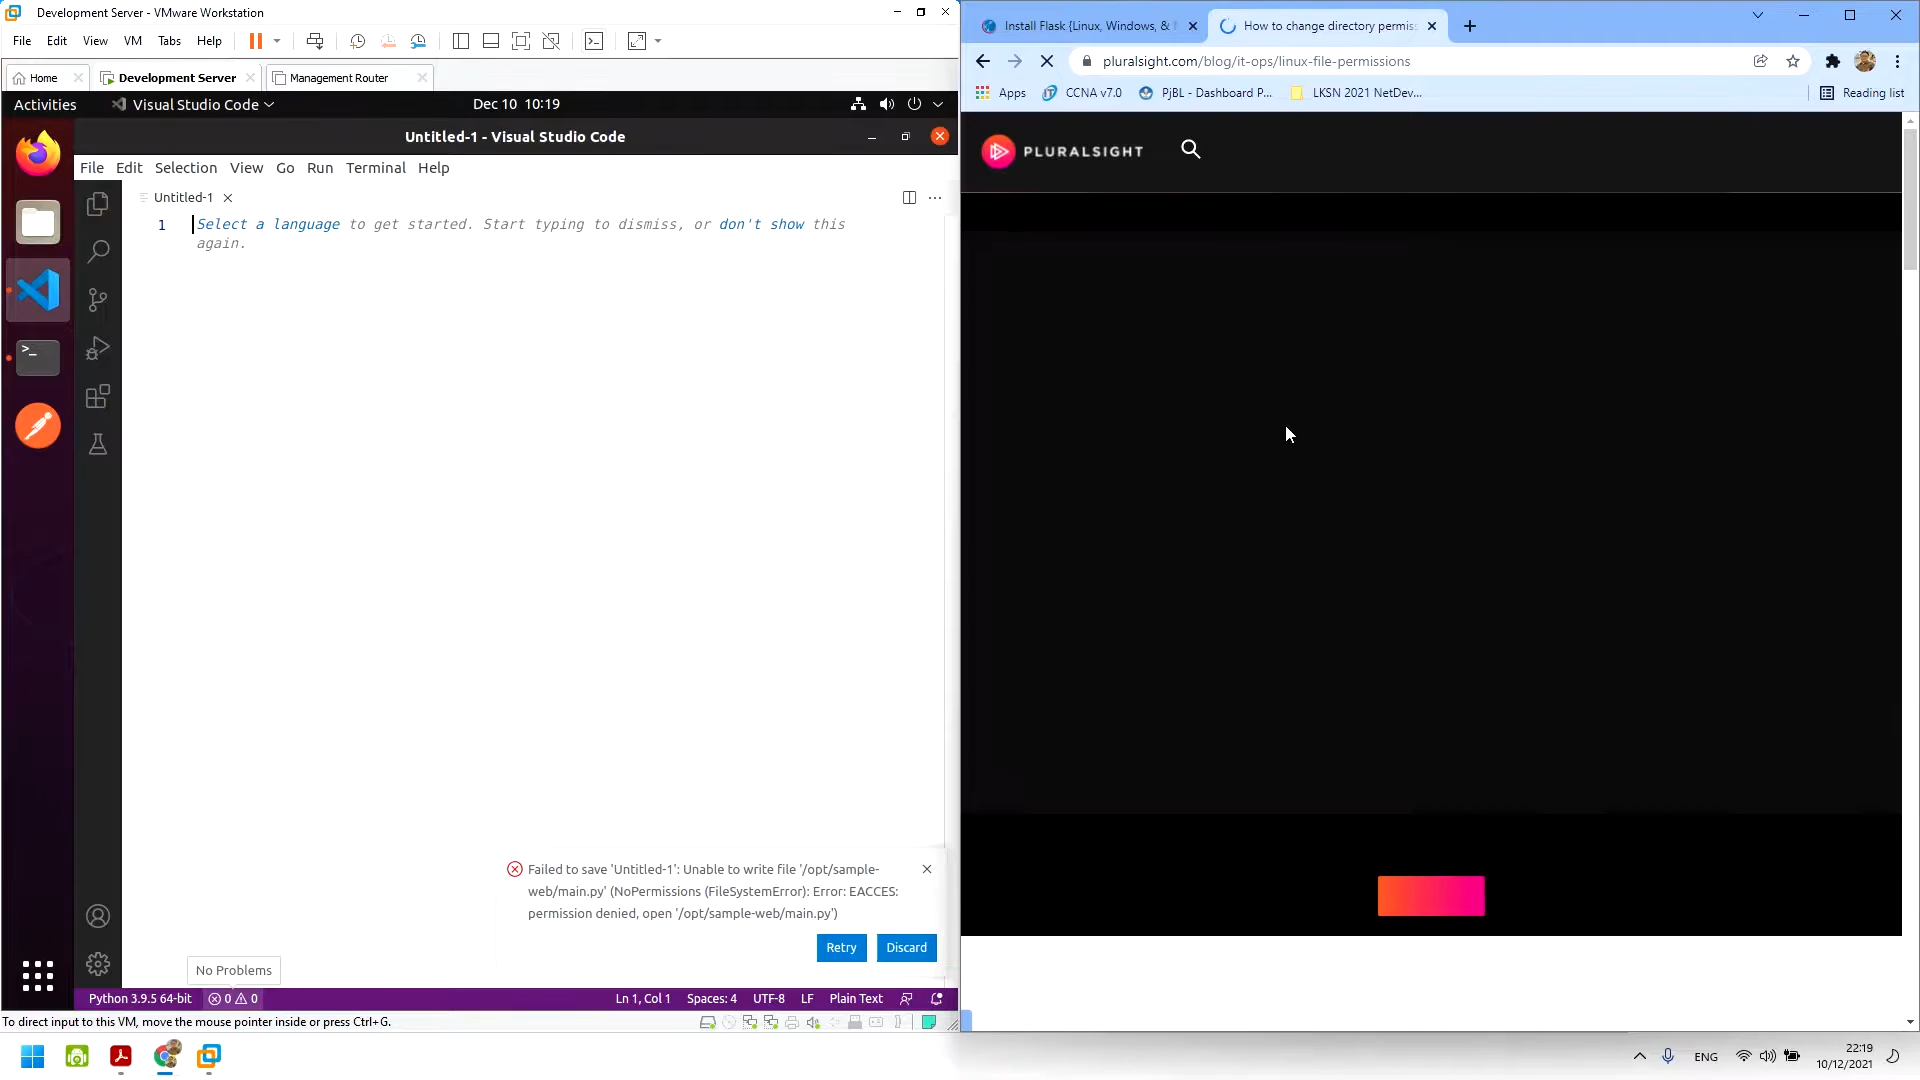 Development Server - VMware Workstation
File Edit View VM Tabs Help
Home
Development Server
Management Router
Activities
Visual Studio Code
Dec 10 10:19
Untitled-1 - Visual Studio Code
File Edit Selection View Go Run Terminal Help
Untitled-1
1
Select a language to get started. Start typing to dismiss, or don't show this
again.
Failed to save 'Untitled-1': Unable to write file '/opt/sample-
web/main.py' (NoPermissions (FileSystemError): Error: EACCES:
permission denied, open '/opt/sample-web/main.py')
Retry
Discard
No Problems
Python 3.9.5 64-bit
0 0
Ln 1, Col 1
Spaces: 4
UTF-8
LF
Plain Text
To direct input to this VM, move the mouse pointer inside or press Ctrl+G.
Install Flask {Linux, Windows, &
How to change directory permis
pluralsight.com/blog/it-ops/linux-file-permissions
Apps
CCNA v7.0
PjBL - Dashboard P...
LKSN 2021 NetDev...
Reading list
PLURALSIGHT
ENG
22:19
10/12/2021